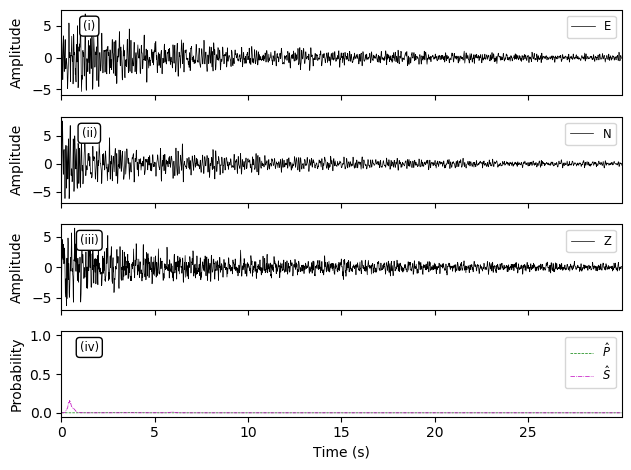 Amplitude
5
0
−5
(i)
E
Amplitude
5
0
−5
(ii)
N
Amplitude
5
0
−5
(iii)
Z
Probability
1.0
0.5
0.0
(iv)
P̂
Ŝ
0 5 10 15 20 25
Time (s)